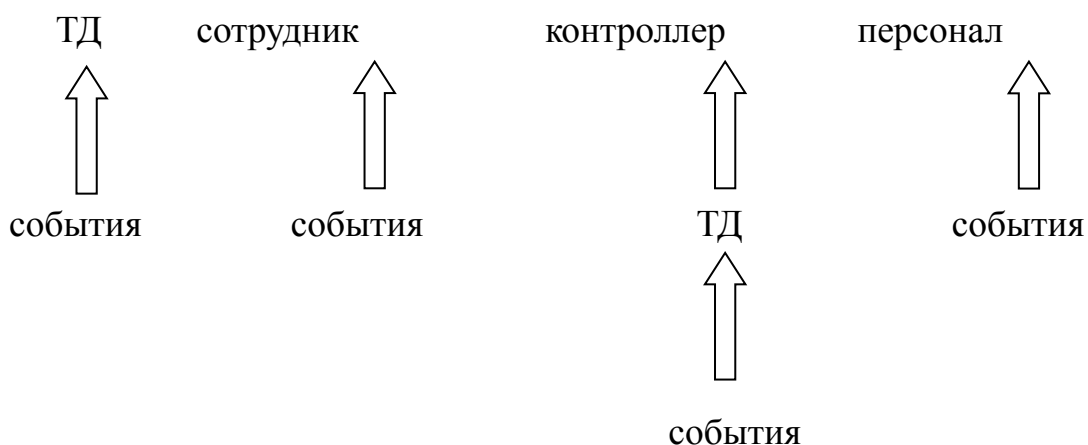 ТД сотрудник контроллер персонал
события события ТД события
события